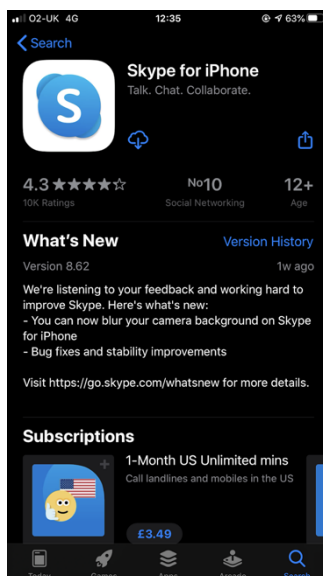 O2-UK 4G 12:35 63%
Search
S
Skype for iPhone
Talk. Chat. Collaborate.
4.3 No10 12+
10K Ratings Social Networking Age
What's New Version History
Version 8.62 1w ago
We're listening to your feedback and working hard to
improve Skype. Here's what's new:
- You can now blur your camera background on Skype
for iPhone
- Bug fixes and stability improvements
Visit https://go.skype.com/whatsnew for more details.
Subscriptions
1-Month US Unlimited mins
Call landlines and mobiles in the US
£3.49
Today Games Apps Arcade Search